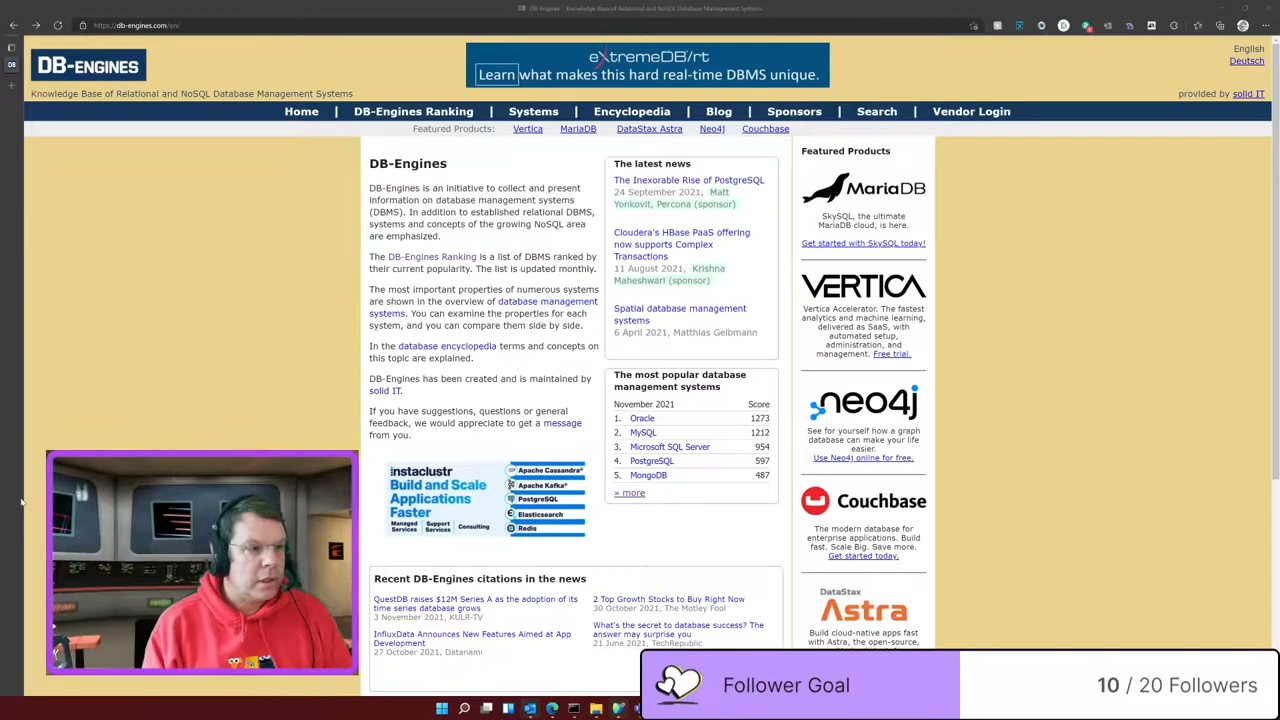 DB-Engines - Knowledge Base of Relational and NoSQL Database Management Systems
https://db-engines.com/en/
DB-ENGINES
Knowledge Base of Relational and NoSQL Database Management Systems
eXtremeDB/rt
Learn what makes this hard real-time DBMS unique.
English
Deutsch
provided by solid IT
Home | DB-Engines Ranking | Systems | Encyclopedia | Blog | Sponsors | Search | Vendor Login
Featured Products: Vertica MariaDB DataStax Astra Neo4j Couchbase
DB-Engines
DB-Engines is an initiative to collect and present
information on database management systems
(DBMS). In addition to established relational DBMS,
systems and concepts of the growing NoSQL area
are emphasized.
The DB-Engines Ranking is a list of DBMS ranked by
their current popularity. The list is updated monthly.
The most important properties of numerous systems
are shown in the overview of database management
systems. You can examine the properties for each
system, and you can compare them side by side.
In the database encyclopedia terms and concepts on
this topic are explained.
DB-Engines has been created and is maintained by
solid IT.
If you have suggestions, questions or general
feedback, we would appreciate to get a message
from you.
instaclustr
Build and Scale
Applications
Faster
Managed Services | Support Services | Consulting
Apache Cassandra®
Apache Kafka®
PostgreSQL
Elasticsearch
Redis
The latest news
The Inexorable Rise of PostgreSQL
24 September 2021, Matt
Yonkovit, Percona (sponsor)
Cloudera's HBase PaaS offering
now supports Complex
Transactions
11 August 2021, Krishna
Maheshwari (sponsor)
Spatial database management
systems
6 April 2021, Matthias Gelbmann
The most popular database
management systems
November 2021 Score
1. Oracle 1273
2. MySQL 1212
3. Microsoft SQL Server 954
4. PostgreSQL 597
5. MongoDB 487
» more
Recent DB-Engines citations in the news
QuestDB raises $12M Series A as the adoption of its
time series database grows
3 November 2021, KULR-TV
InfluxData Announces New Features Aimed at App
Development
27 October 2021, Datanami
2 Top Growth Stocks to Buy Right Now
30 October 2021, The Motley Fool
What's the secret to database success? The
answer may surprise you
21 June 2021, TechRepublic
Featured Products
MariaDB
SkySQL, the ultimate
MariaDB cloud, is here.
Get started with SkySQL today!
VERTICA
Vertica Accelerator. The fastest
analytics and machine learning,
delivered as SaaS, with
automated setup,
administration, and
management. Free trial.
neo4j
See for yourself how a graph
database can make your life
easier.
Use Neo4j online for free.
Couchbase
The modern database for
enterprise applications. Build
fast. Scale Big. Save more.
Get started today.
DataStax
Astra
Build cloud-native apps fast
with Astra, the open-source,
Follower Goal
10 / 20 Followers